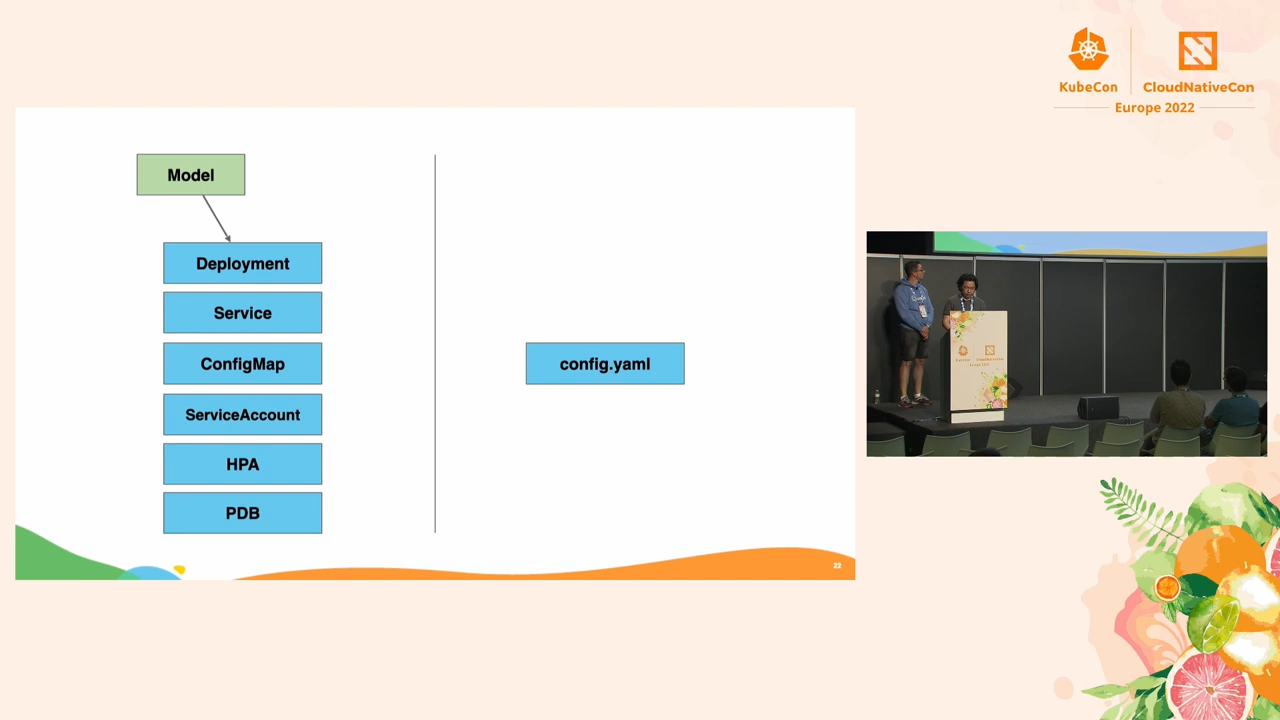 KubeCon
CloudNativeCon
Europe 2022
Model
Deployment
Service
ConfigMap
ServiceAccount
HPA
PDB
config.yaml
22